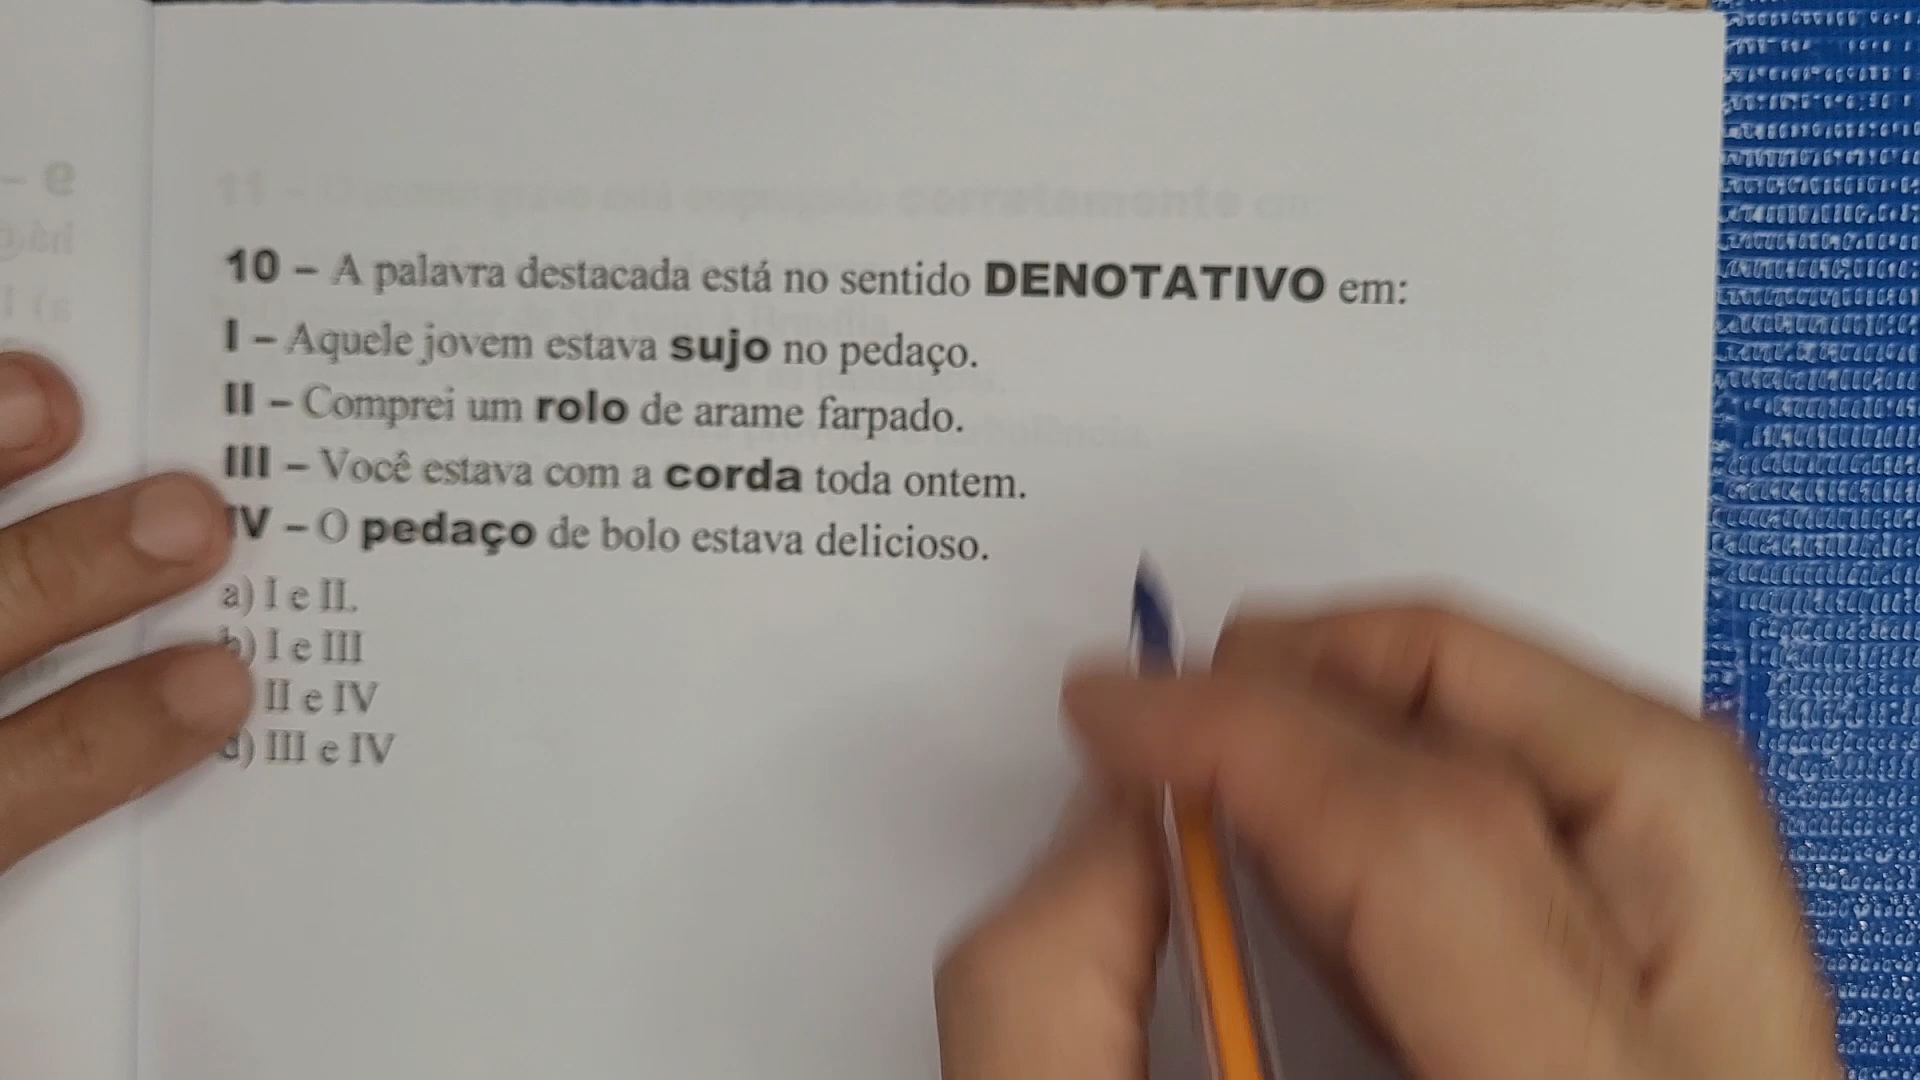 10 – A palavra destacada está no sentido DENOTATIVO em:
I – Aquele jovem estava sujo no pedaço.
II – Comprei um rolo de arame farpado.
III – Você estava com a corda toda ontem.
IV – O pedaço de bolo estava delicioso.
a) I e II.
b) I e III
II e IV
d) III e IV